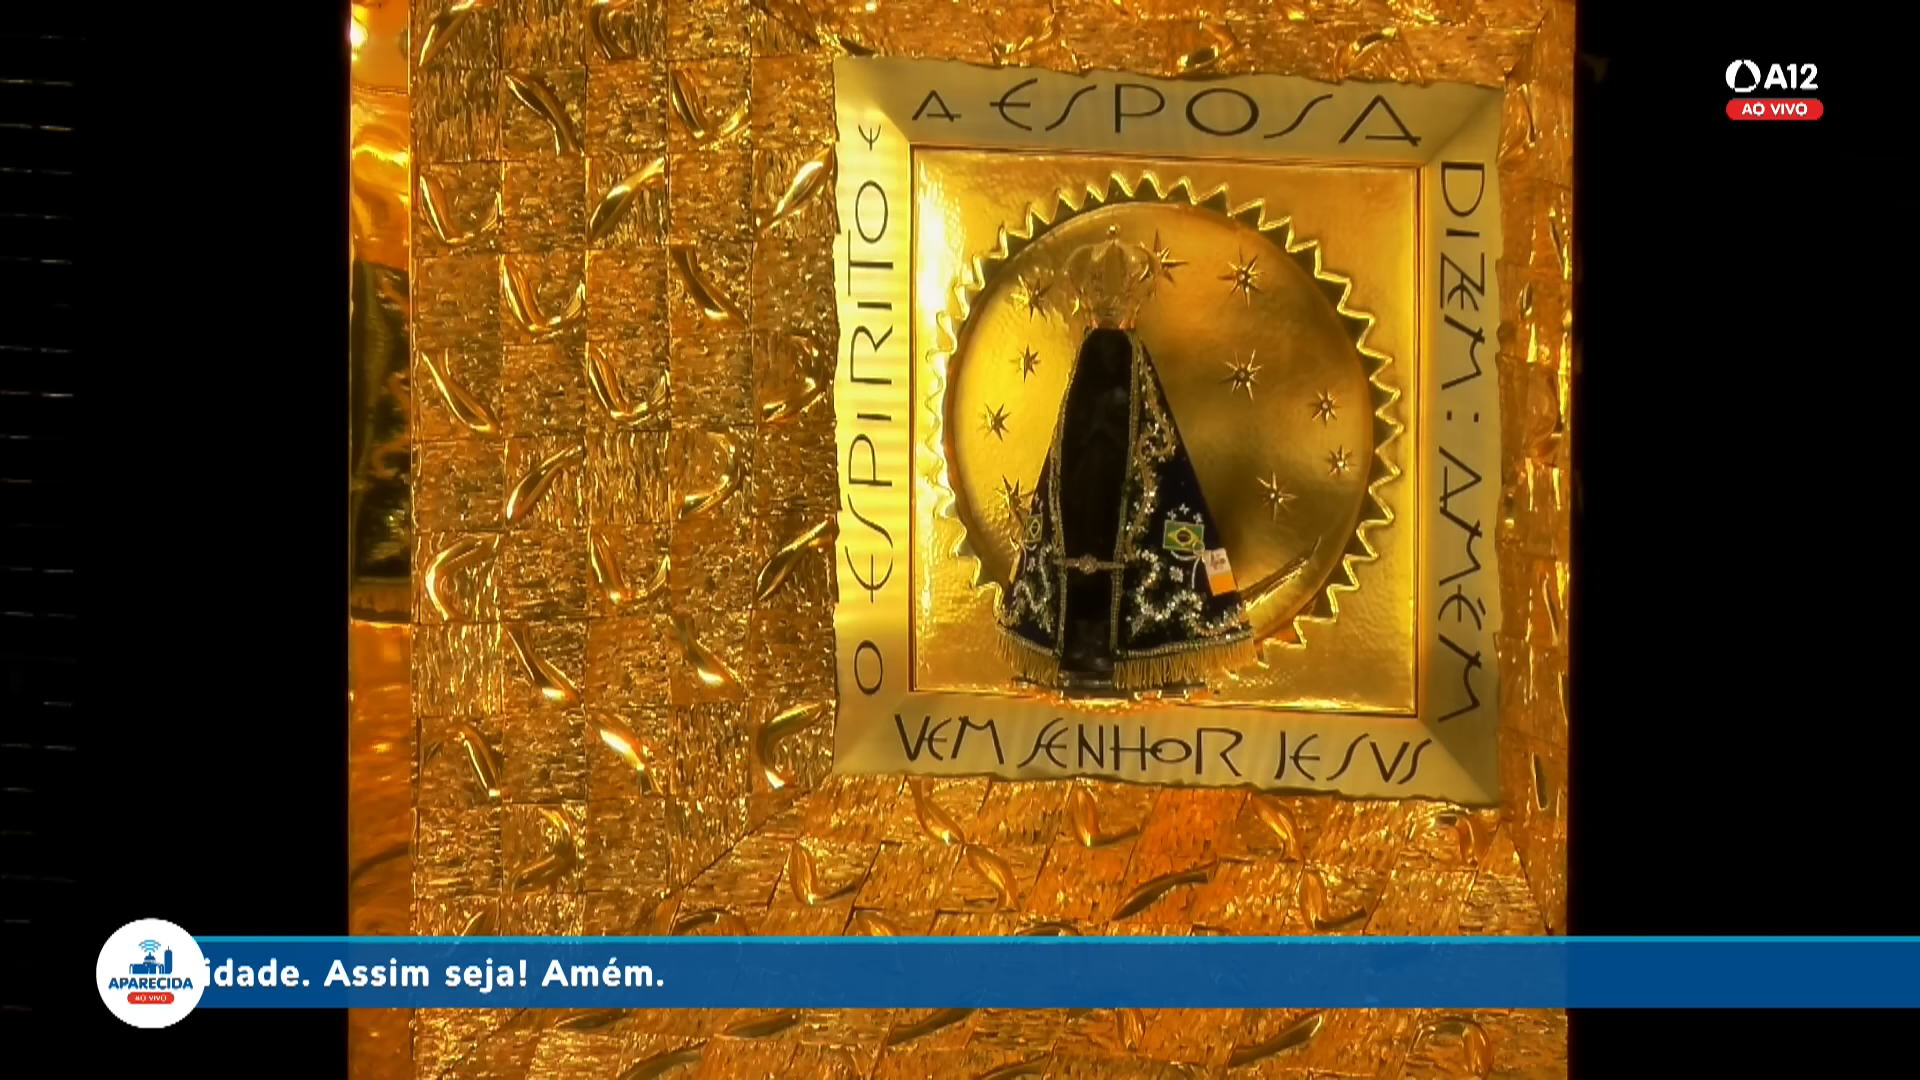 A12
AO VIVO
O ESPIRITO E
A ESPOSA
DIZEM: AMÉM
VEM SENHOR JESUS
idade. Assim seja! Amém.
APARECIDA
AO VIVO